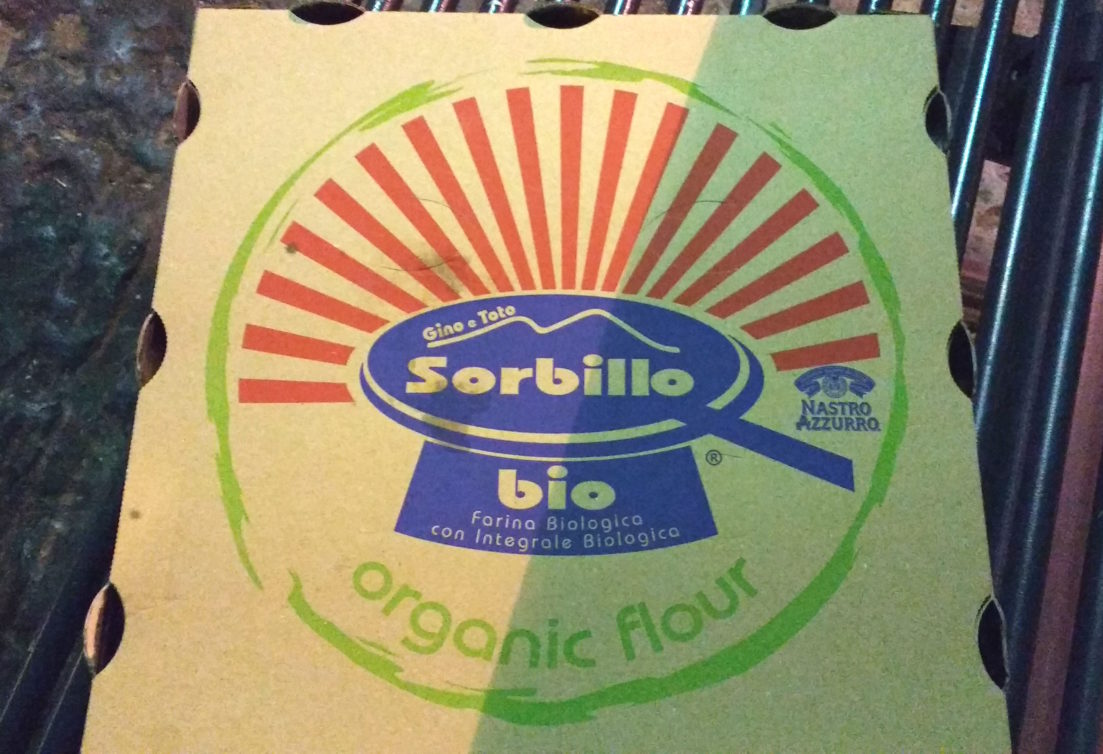 Gino e Toto
Sorbillo
NASTRO
AZZURRO
®
bio
Farina Biologica
con Integrale Biologica
organic flour